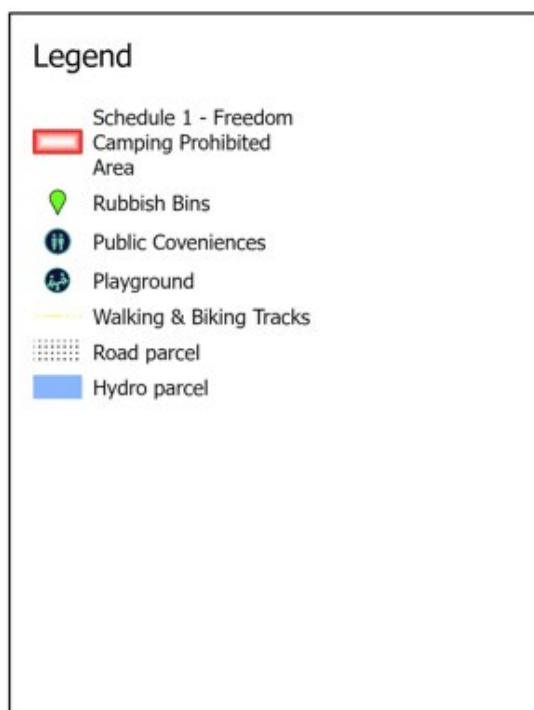 Legend
Schedule 1 - Freedom
Camping Prohibited
Area
Rubbish Bins
Public Coveniences
Playground
Walking & Biking Tracks
Road parcel
Hydro parcel